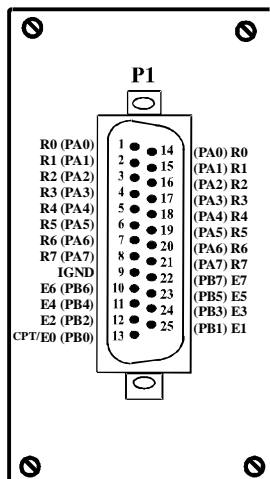 P1
R0 (PA0) 1
14 (PA0) R0
R1 (PA1) 2
15 (PA1) R1
R2 (PA2) 3
16 (PA2) R2
R3 (PA3) 4
17 (PA3) R3
R4 (PA4) 5
18 (PA4) R4
R5 (PA5) 6
19 (PA5) R5
R6 (PA6) 7
20 (PA6) R6
R7 (PA7) 8
21 (PA7) R7
IGND 9
22 (PB7) E7
E6 (PB6) 10
23 (PB5) E5
E4 (PB4) 11
24 (PB3) E3
E2 (PB2) 12
25 (PB1) E1
CPT/E0 (PB0) 13